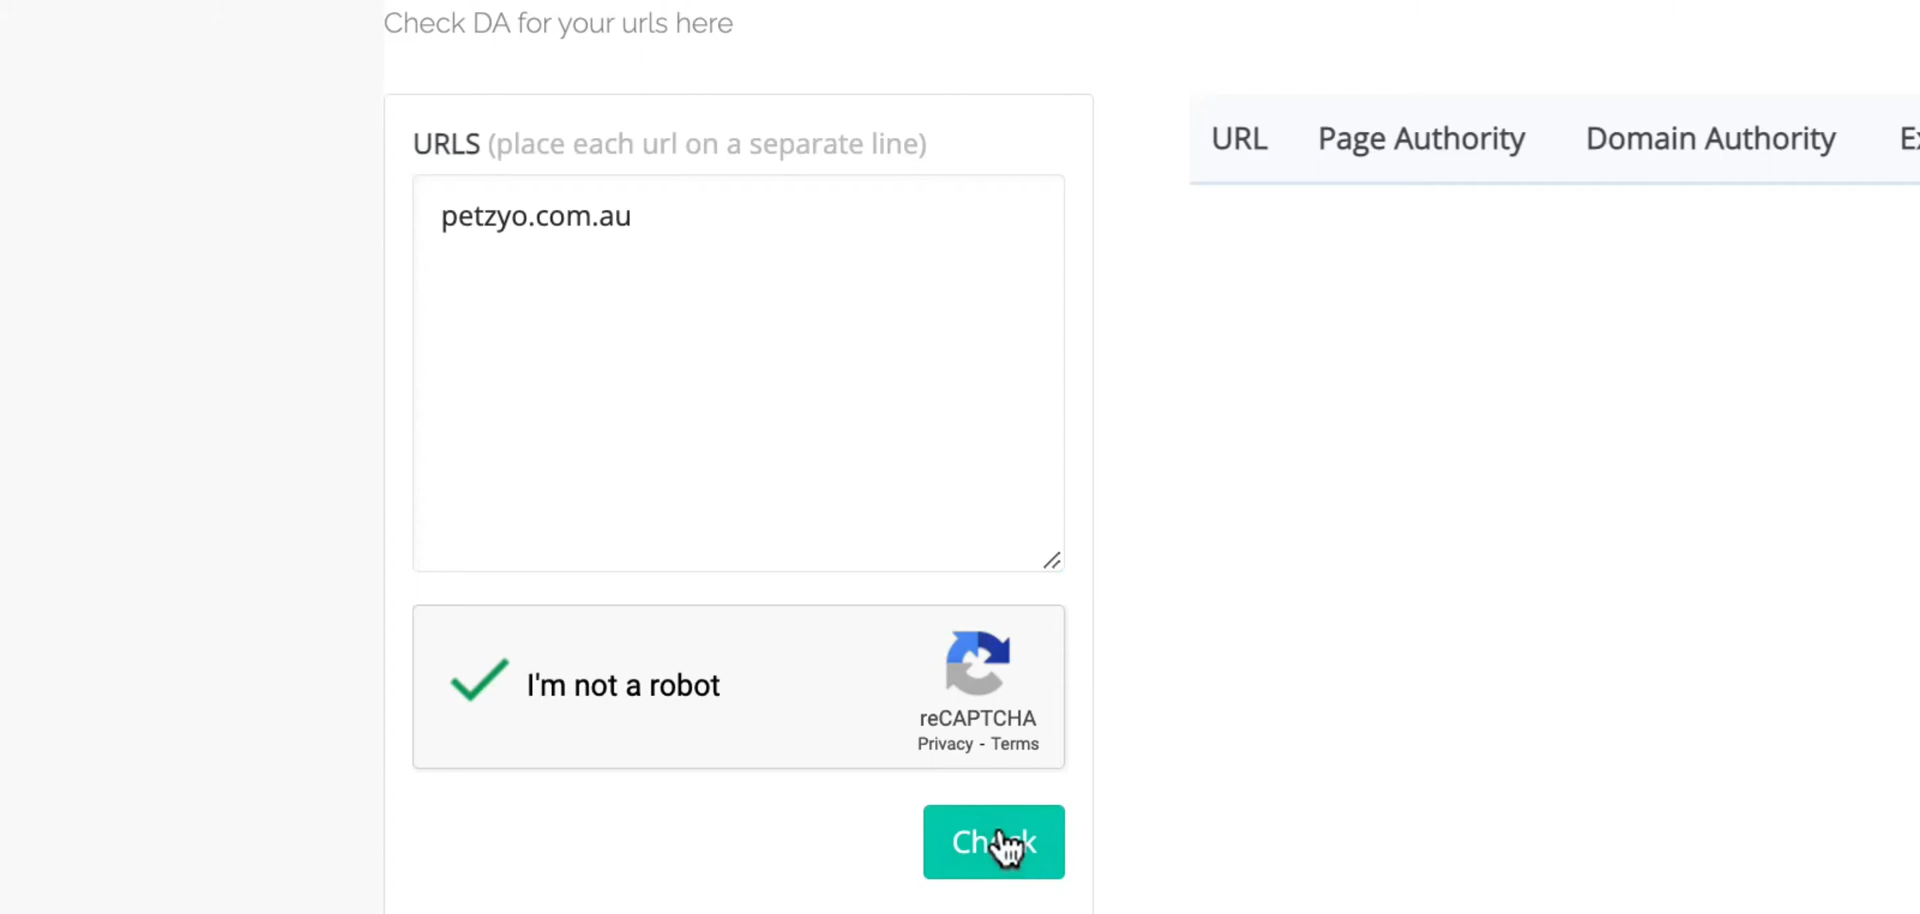 Check DA for your urls here
URLS (place each url on a separate line)
petzyo.com.au
I'm not a robot
reCAPTCHA
Privacy - Terms
Check
URL Page Authority Domain Authority